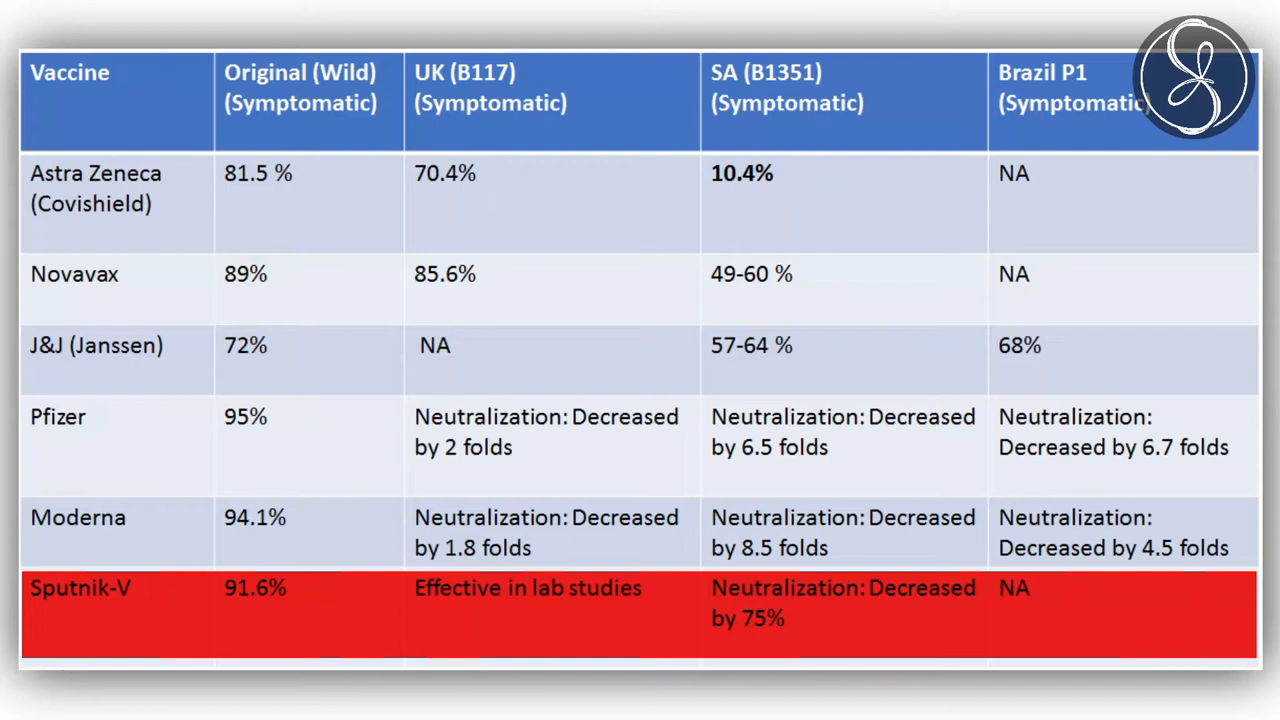 Vaccine
Original (Wild)
(Symptomatic)
UK (B117)
(Symptomatic)
SA (B1351)
(Symptomatic)
Brazil P1
(Symptomatic)
Astra Zeneca
(Covishield)
81.5 %
70.4%
10.4%
NA
Novavax
89%
85.6%
49-60 %
NA
J&J (Janssen)
72%
NA
57-64 %
68%
Pfizer
95%
Neutralization: Decreased
by 2 folds
Neutralization: Decreased
by 6.5 folds
Neutralization:
Decreased by 6.7 folds
Moderna
94.1%
Neutralization: Decreased
by 1.8 folds
Neutralization: Decreased
by 8.5 folds
Neutralization:
Decreased by 4.5 folds
Sputnik-V
91.6%
Effective in lab studies
Neutralization: Decreased
by 75%
NA